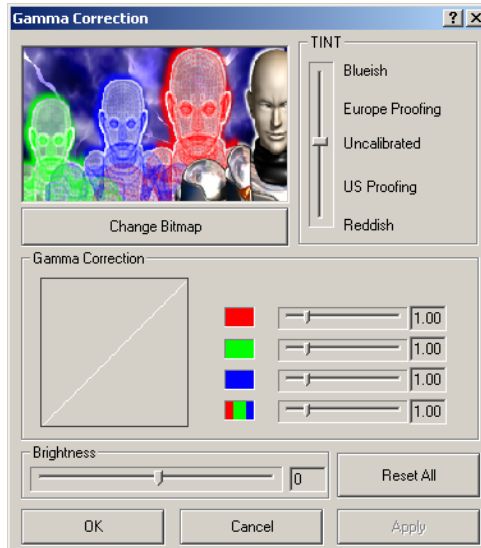 Gamma Correction
TINT
Blueish
Europe Proofing
Uncalibrated
US Proofing
Reddish
Change Bitmap
Gamma Correction
1.00
1.00
1.00
1.00
Brightness
0
Reset All
OK
Cancel
Apply